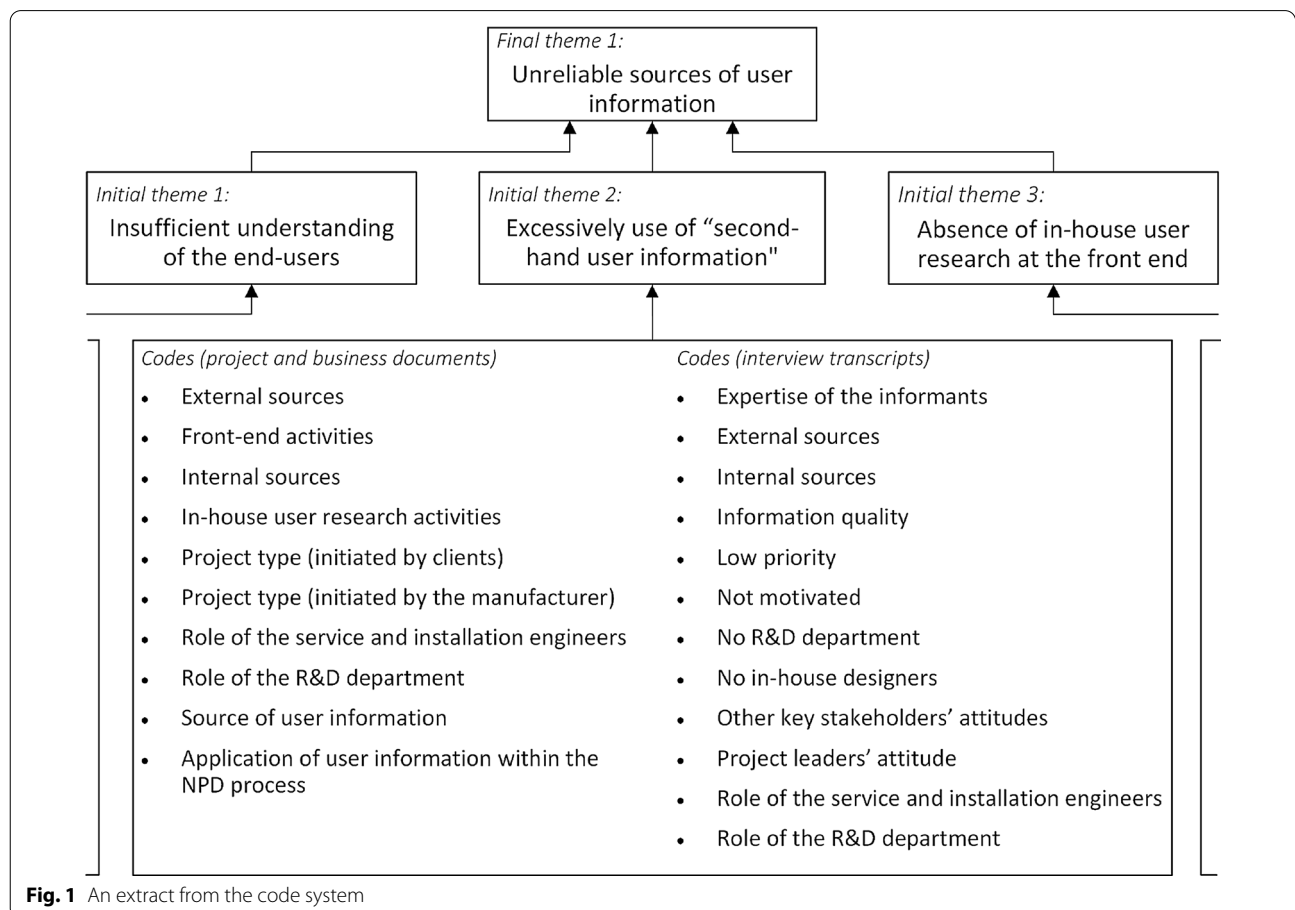 Final theme 1:
Unreliable sources of user
information
Initial theme 1:
Insufficient understanding
of the end-users
Initial theme 2:
Excessively use of “second-
hand user information"
Initial theme 3:
Absence of in-house user
research at the front end
Codes (project and business documents)
• External sources
• Front-end activities
• Internal sources
• In-house user research activities
• Project type (initiated by clients)
• Project type (initiated by the manufacturer)
• Role of the service and installation engineers
• Role of the R&D department
• Source of user information
• Application of user information within the
NPD process
Codes (interview transcripts)
• Expertise of the informants
• External sources
• Internal sources
• Information quality
• Low priority
• Not motivated
• No R&D department
• No in-house designers
• Other key stakeholders’ attitudes
• Project leaders’ attitude
• Role of the service and installation engineers
• Role of the R&D department
Fig. 1 An extract from the code system